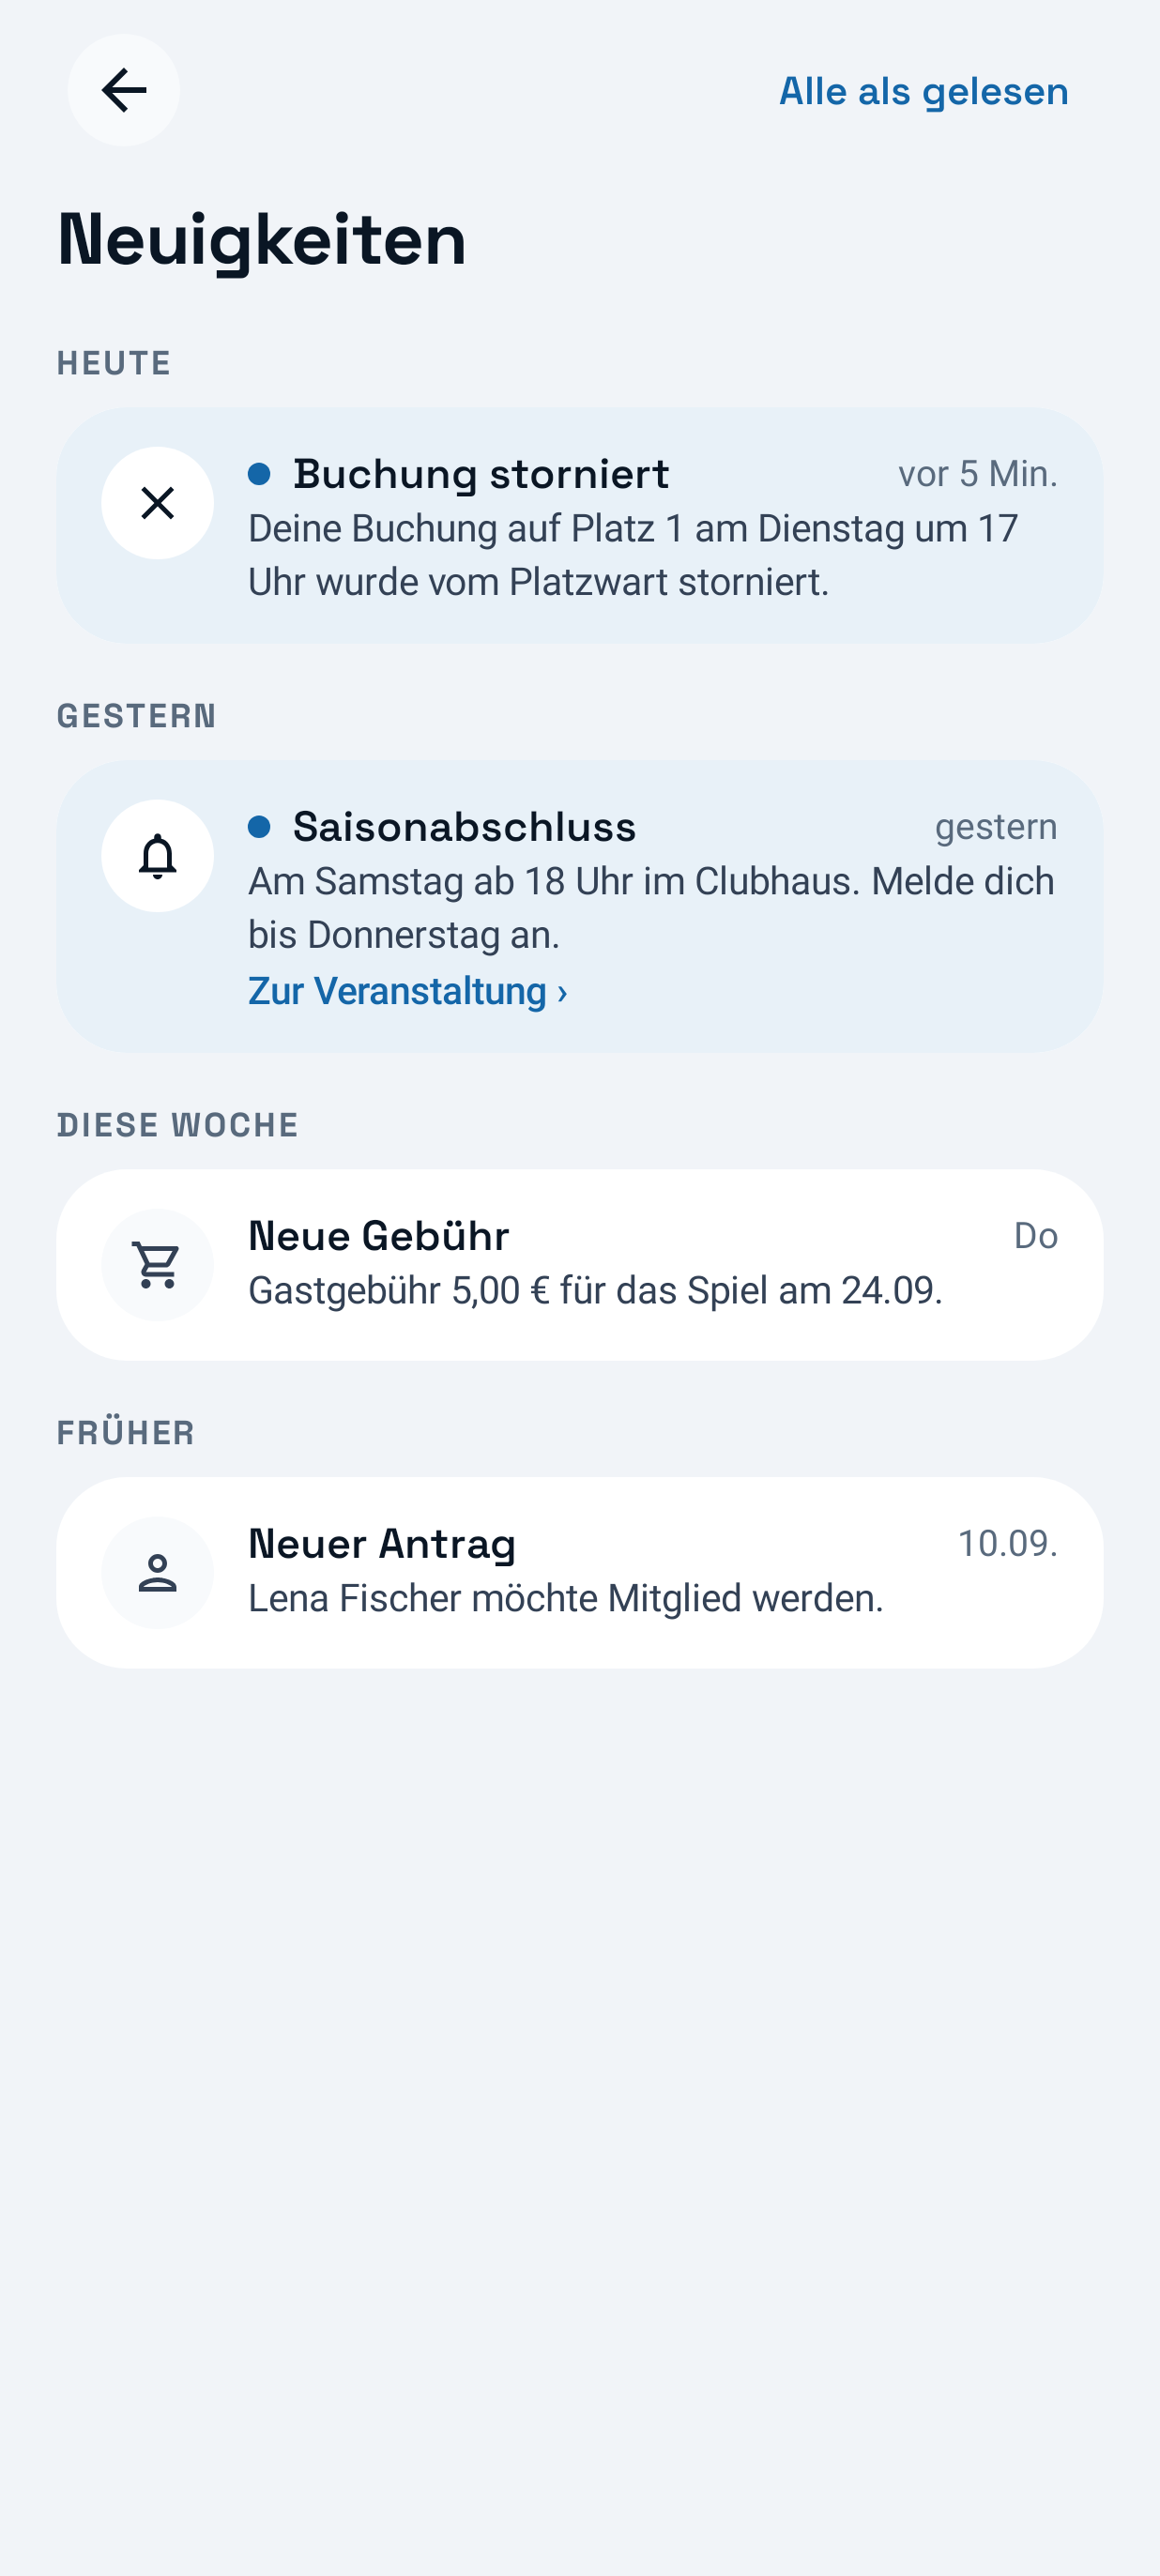 Alle als gelesen
Neuigkeiten
HEUTE
Buchung storniert
vor 5 Min.
Deine Buchung auf Platz 1 am Dienstag um 17
Uhr wurde vom Platzwart storniert.
GESTERN
Saisonabschluss
gestern
Am Samstag ab 18 Uhr im Clubhaus. Melde dich
bis Donnerstag an.
Zur Veranstaltung ›
DIESE WOCHE
Neue Gebühr
Do
Gastgebühr 5,00 € für das Spiel am 24.09.
FRÜHER
Neuer Antrag
10.09.
Lena Fischer möchte Mitglied werden.